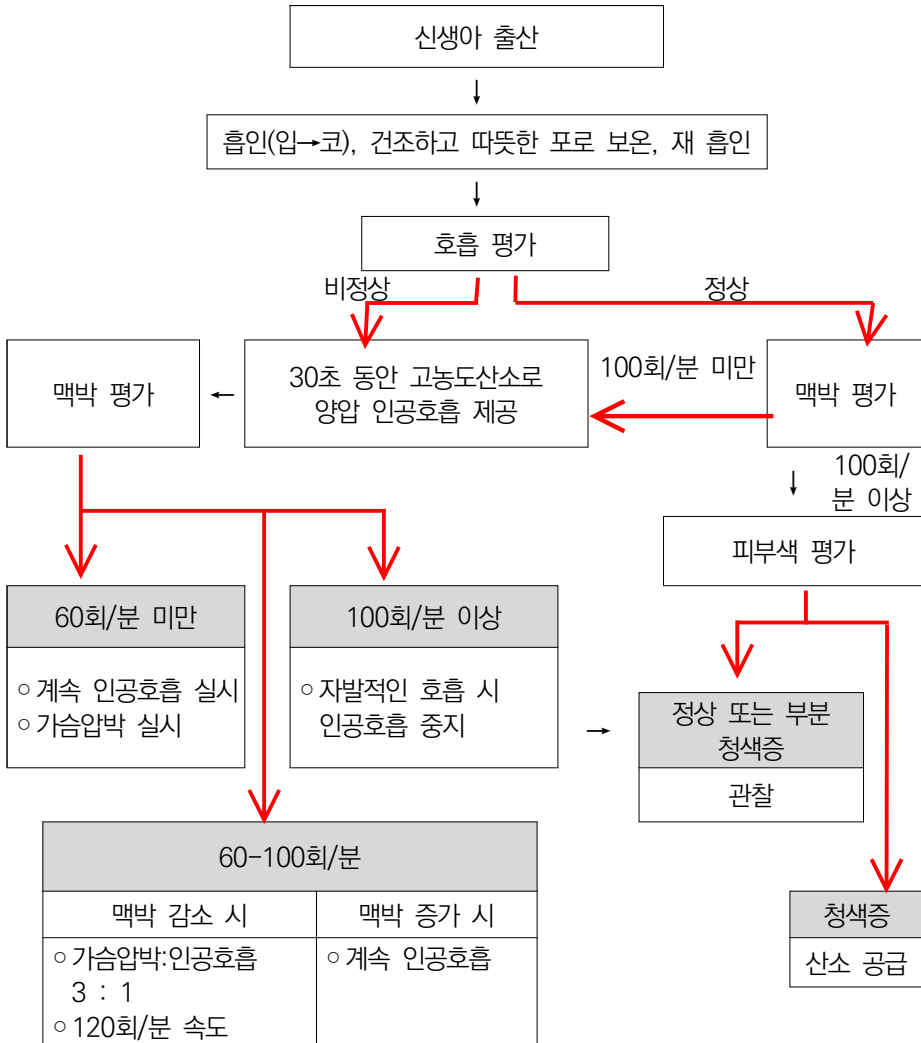 신생아 출산
↓
흡인(입→코), 건조하고 따뜻한 포로 보온, 재 흡인
↓
호흡 평가
비정상
정상
맥박 평가
←
30초 동안 고농도산소로
양압 인공호흡 제공
100회/분 미만
맥박 평가
↓
100회/
분 이상
피부색 평가
60회/분 미만
○ 계속 인공호흡 실시
○ 가슴압박 실시
100회/분 이상
○ 자발적인 호흡 시
인공호흡 중지
→
정상 또는 부분
청색증
관찰
60-100회/분
맥박 감소 시
맥박 증가 시
○ 가슴압박:인공호흡
3 : 1
○ 120회/분 속도
○ 계속 인공호흡
청색증
산소 공급